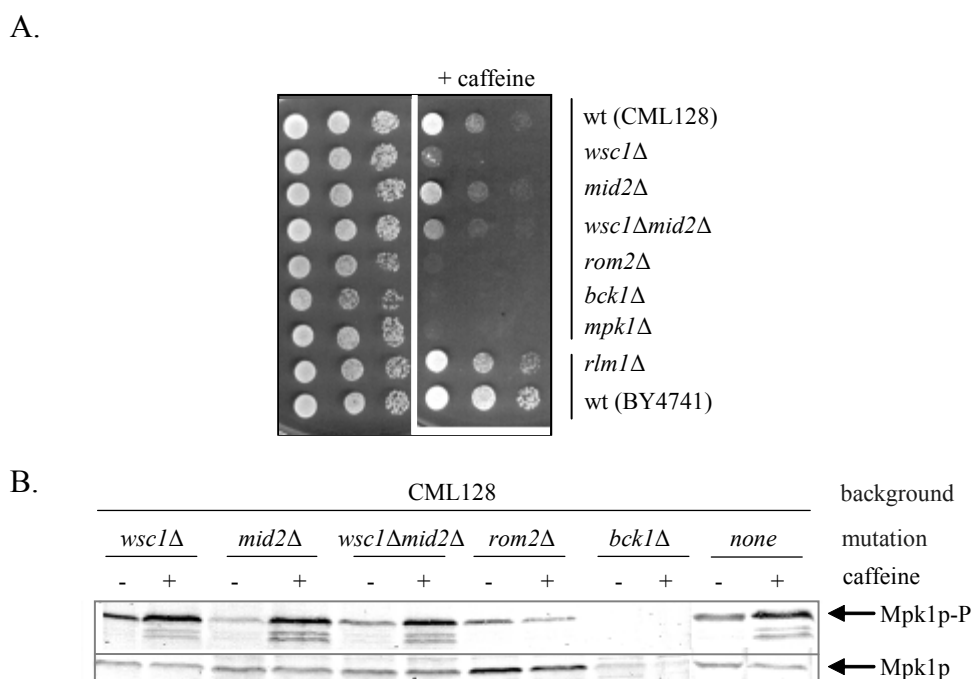 A.
+ caffeine
wt (CML128)
wsc1Δ
mid2Δ
wsc1Δmid2Δ
rom2Δ
bck1Δ
mpk1Δ
rlm1Δ
wt (BY4741)
B.
CML128 background
wsc1Δ mid2Δ wsc1Δmid2Δ rom2Δ bck1Δ none mutation
- + - + - + - + - + - + caffeine
Mpk1p-P
Mpk1p